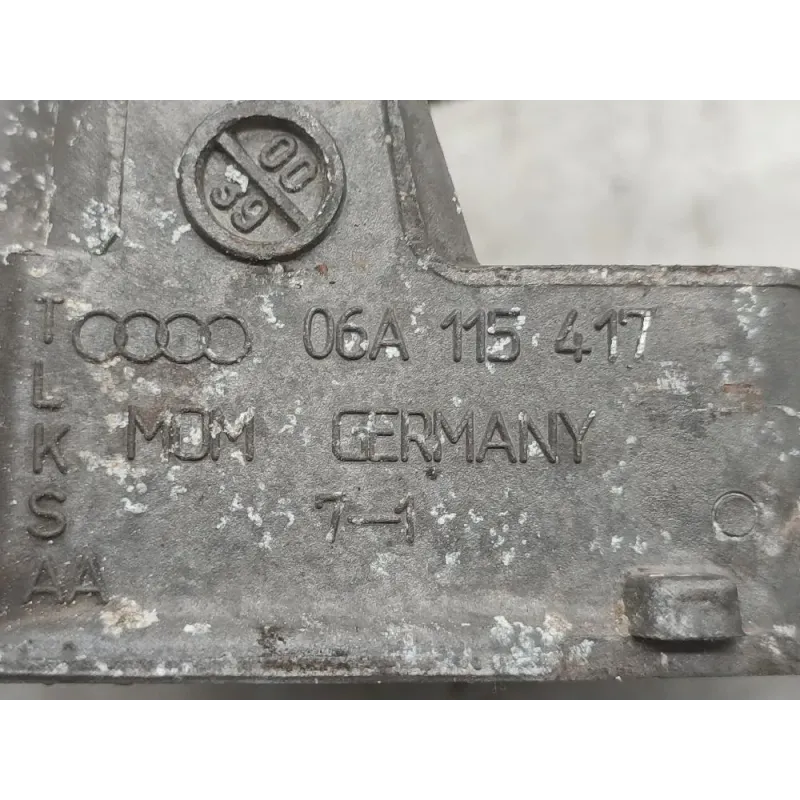 00
39
06A 115 417
MDM GERMANY
7-1
T
L
K
S
AA